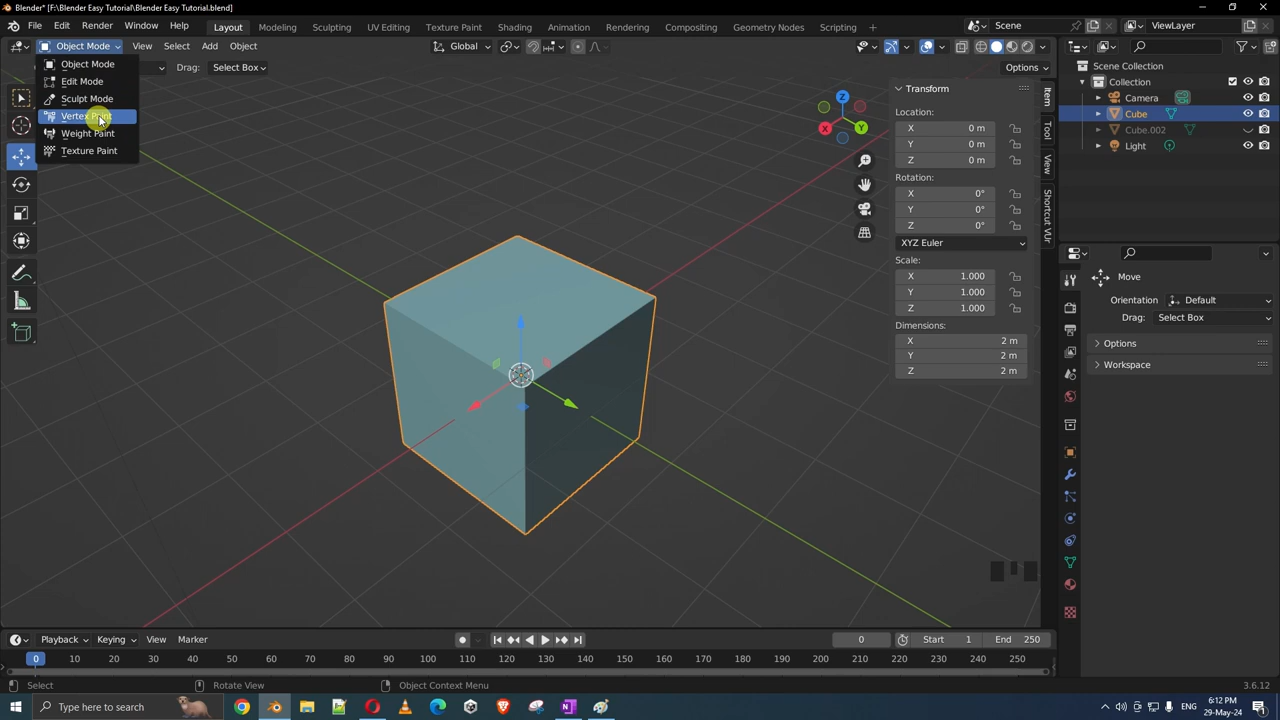 Blender* [F:\Blender Easy Tutorial\Blender Easy Tutorial.blend]
File Edit Render Window Help Layout Modeling Sculpting UV Editing Texture Paint Shading Animation Rendering Compositing Geometry Nodes Scripting + Scene ViewLayer
Object Mode View Select Add Object Global
Drag: Select Box Options
Object Mode
Edit Mode
Sculpt Mode
Vertex Paint
Weight Paint
Texture Paint
X
Y
Z
Transform
Location:
X 0 m
Y 0 m
Z 0 m
Rotation:
X 0°
Y 0°
Z 0°
XYZ Euler
Scale:
X 1.000
Y 1.000
Z 1.000
Dimensions:
X 2 m
Y 2 m
Z 2 m
Item
Tool
View
Shortcut VUr
Scene Collection
Collection
Camera
Cube
Cube.002
Light
Move
Orientation Default
Drag: Select Box
Options
Workspace
Playback Keying View Marker 0 Start 1 End 250
0 10 20 30 40 50 60 70 80 90 100 110 120 130 140 150 160 170 180 190 200 210 220 230 240 250
Select Rotate View Object Context Menu 3.6.12
Type here to search
6:12 PM
29-May-24